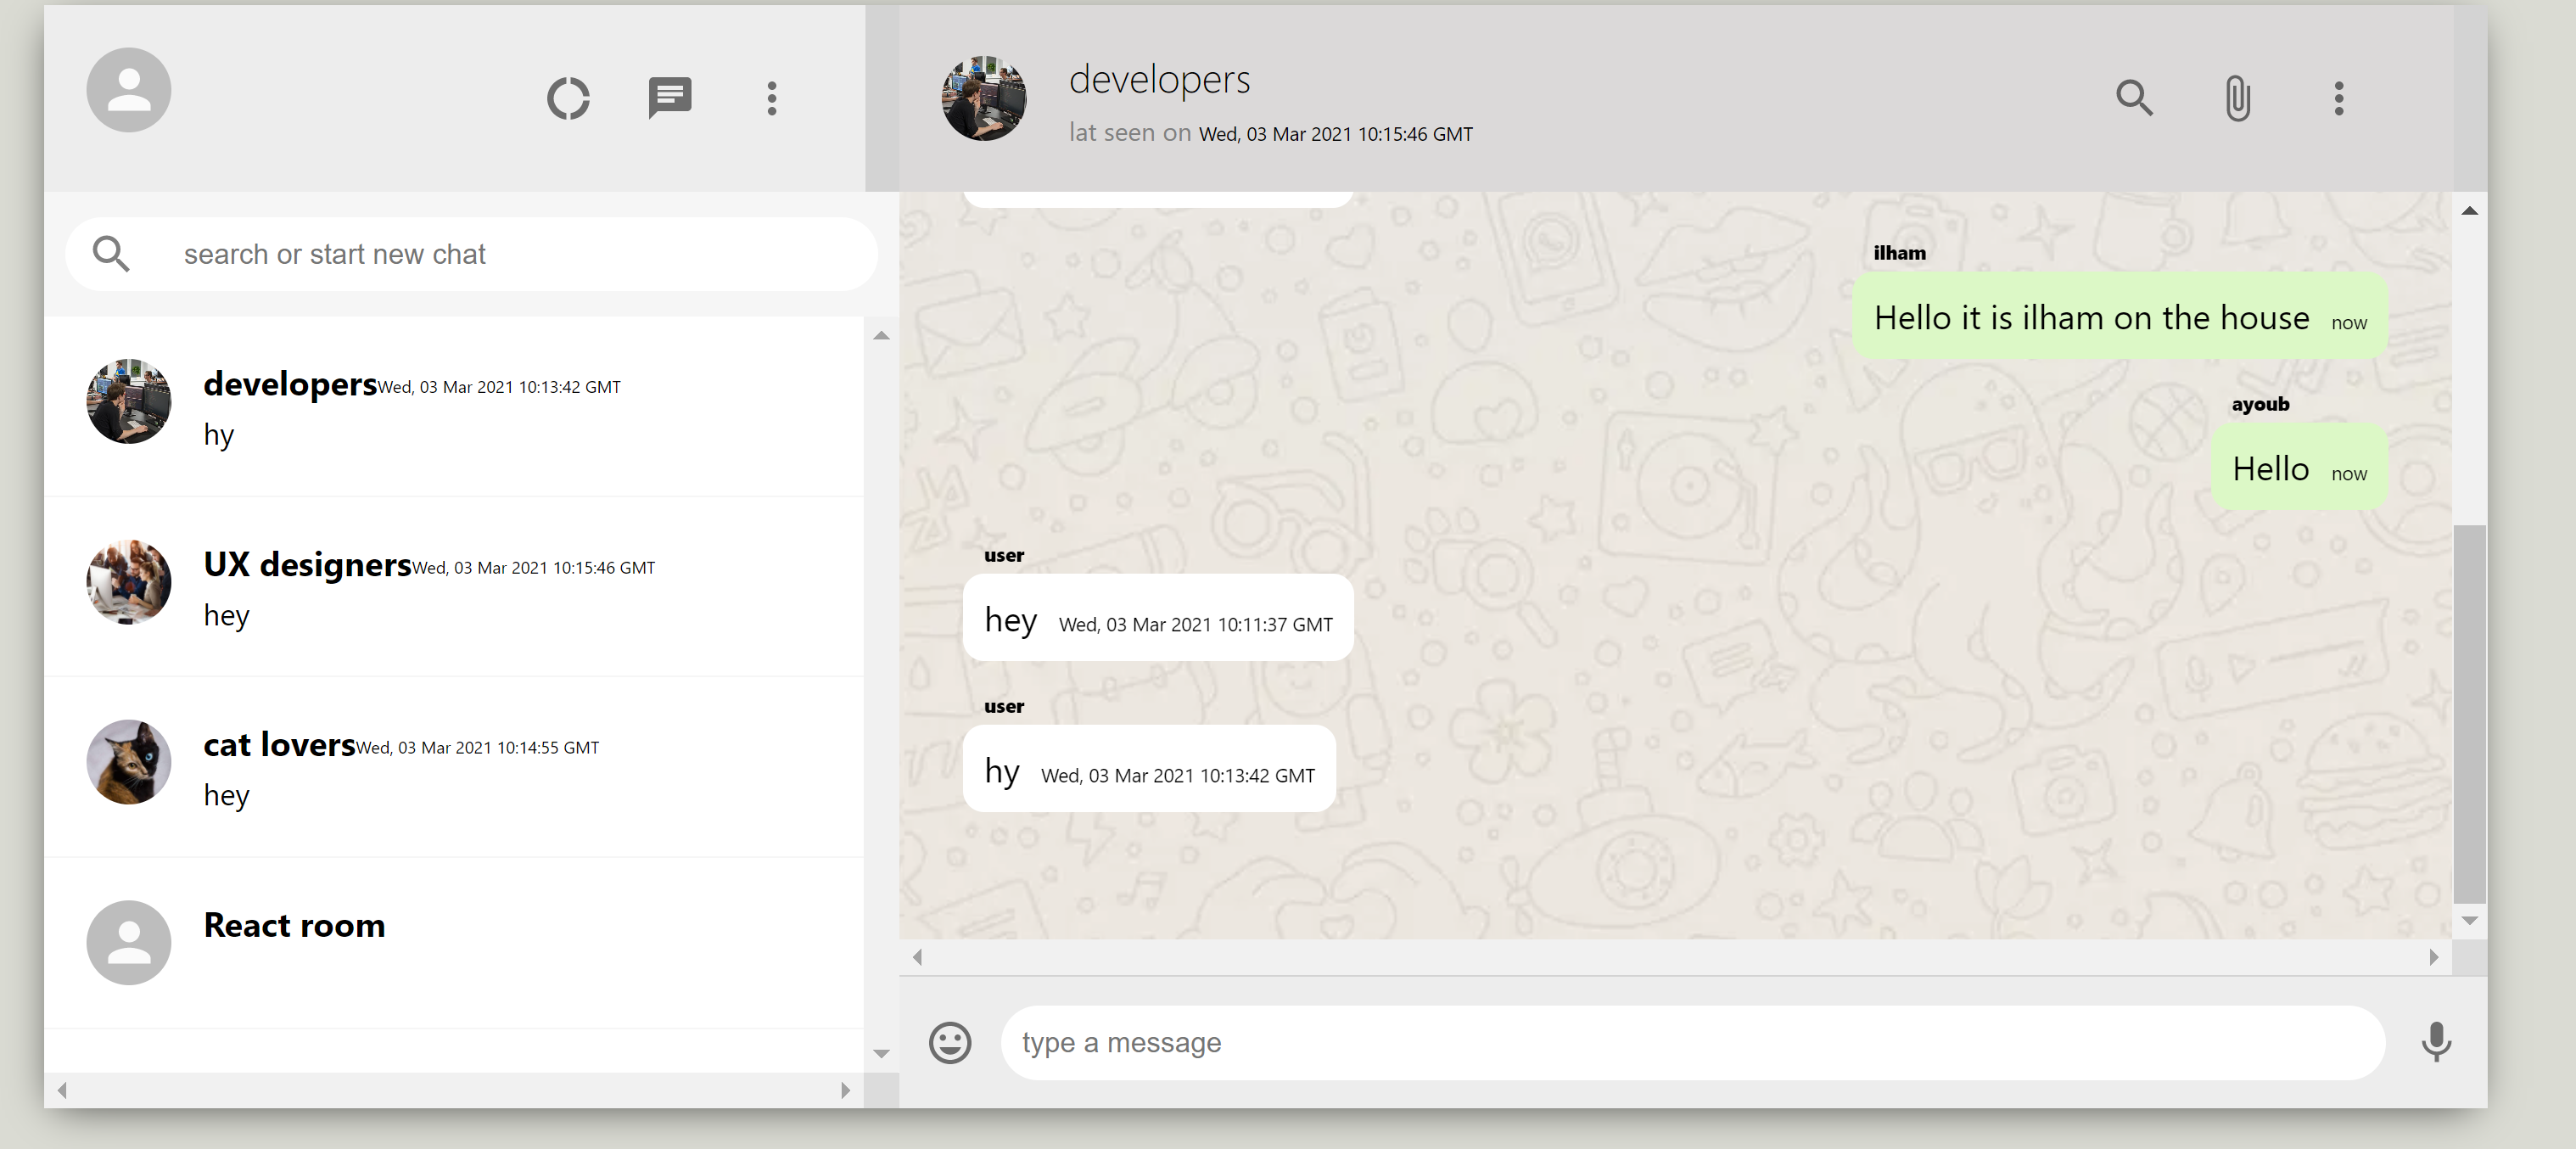 search or start new chat
developersWed, 03 Mar 2021 10:13:42 GMT
hy
UX designersWed, 03 Mar 2021 10:15:46 GMT
hey
cat loversWed, 03 Mar 2021 10:14:55 GMT
hey
React room
developers
lat seen on Wed, 03 Mar 2021 10:15:46 GMT
ilham
Hello it is ilham on the house now
ayoub
Hello now
user
hey Wed, 03 Mar 2021 10:11:37 GMT
user
hy Wed, 03 Mar 2021 10:13:42 GMT
type a message